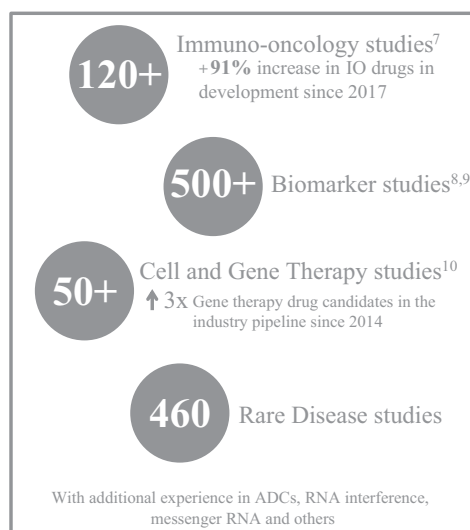 120+
Immuno-oncology studies7
+91% increase in IO drugs in
development since 2017
500+
Biomarker studies8,9
50+
Cell and Gene Therapy studies10
↑ 3x Gene therapy drug candidates in the
industry pipeline since 2014
460
Rare Disease studies
With additional experience in ADCs, RNA interference,
messenger RNA and others